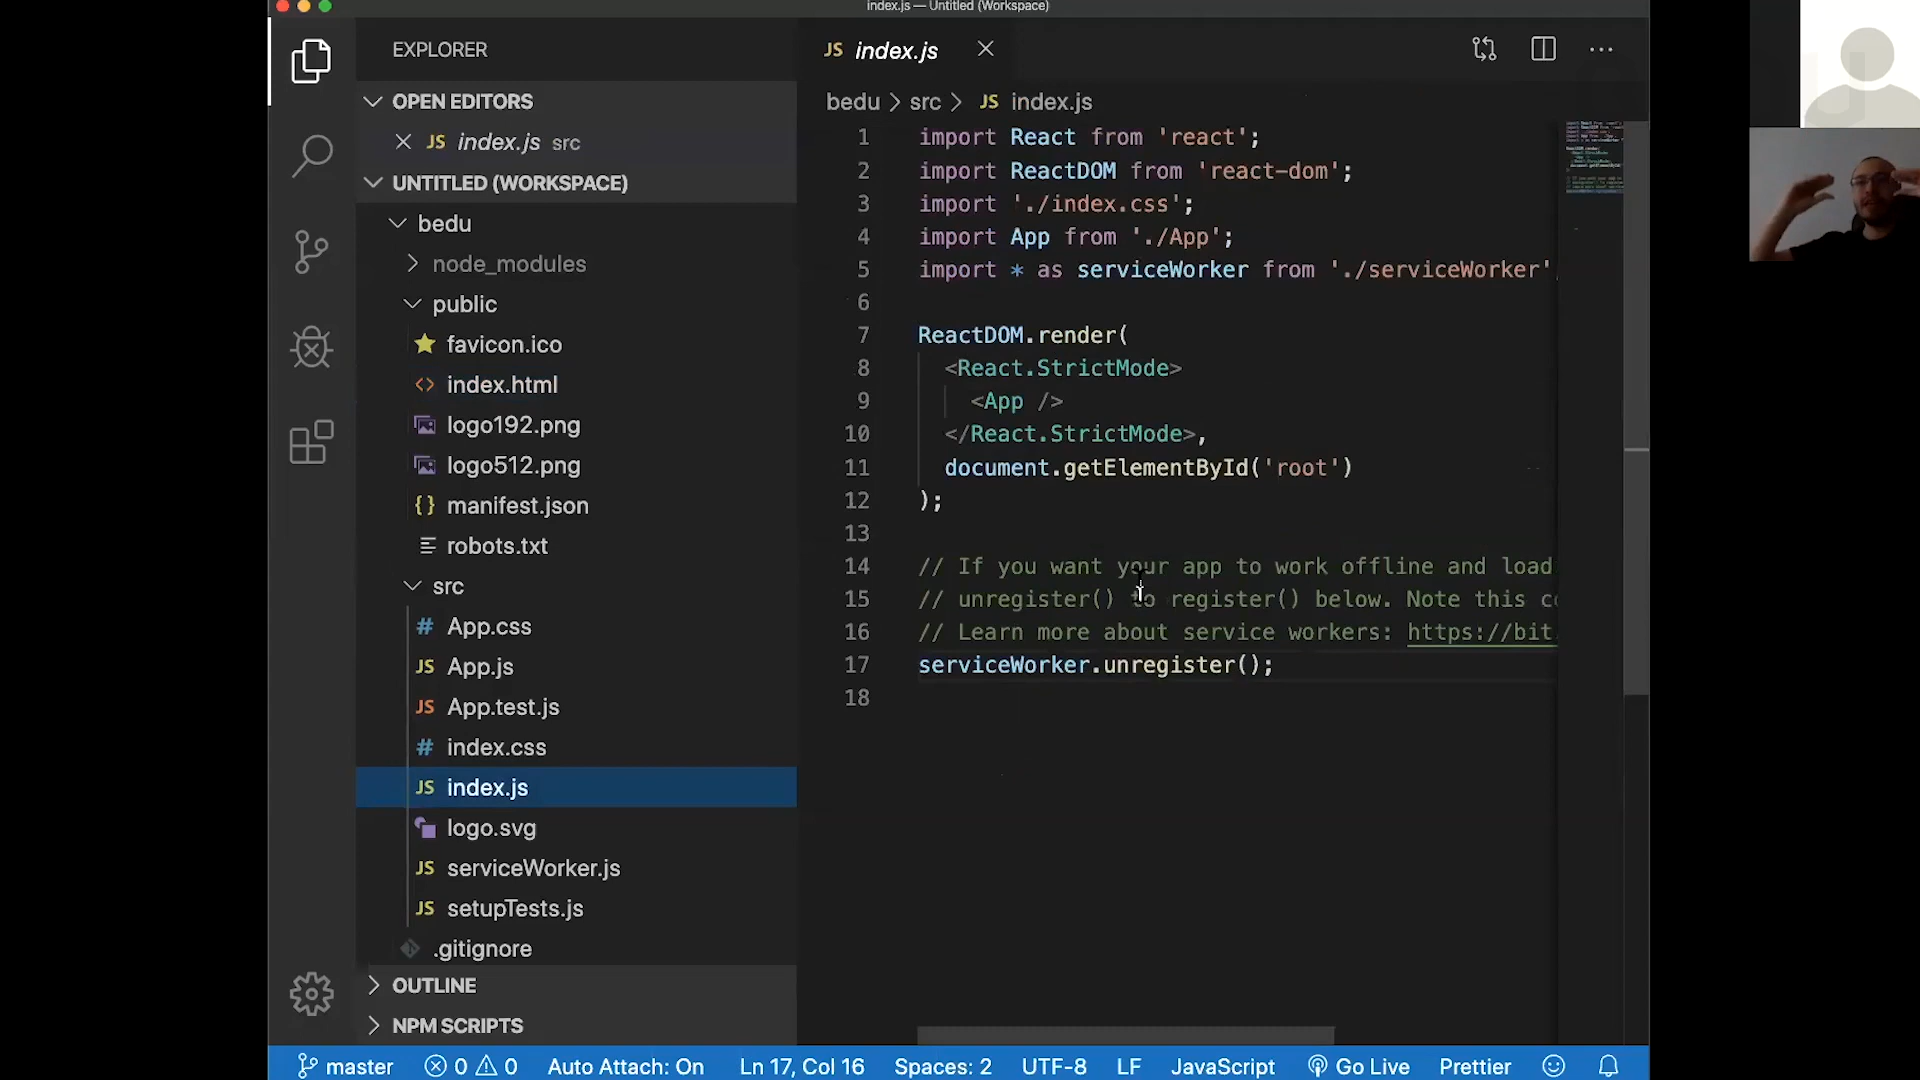 index.js — Untitled (Workspace)
EXPLORER
OPEN EDITORS
JS index.js src
UNTITLED (WORKSPACE)
bedu
node_modules
public
favicon.ico
<> index.html
logo192.png
logo512.png
{} manifest.json
robots.txt
src
# App.css
JS App.js
JS App.test.js
# index.css
JS index.js
logo.svg
JS serviceWorker.js
JS setupTests.js
.gitignore
OUTLINE
NPM SCRIPTS
JS index.js
bedu > src > JS index.js
1 import React from 'react';
2 import ReactDOM from 'react-dom';
3 import './index.css';
4 import App from './App';
5 import * as serviceWorker from './serviceWorker'
6
7 ReactDOM.render(
8 <React.StrictMode>
9 <App />
10 </React.StrictMode>,
11 document.getElementById('root')
12 );
13
14 // If you want your app to work offline and load
15 // unregister() to register() below. Note this co
16 // Learn more about service workers: https://bit.
17 serviceWorker.unregister();
18
master 0 0 Auto Attach: On Ln 17, Col 16 Spaces: 2 UTF-8 LF JavaScript Go Live Prettier